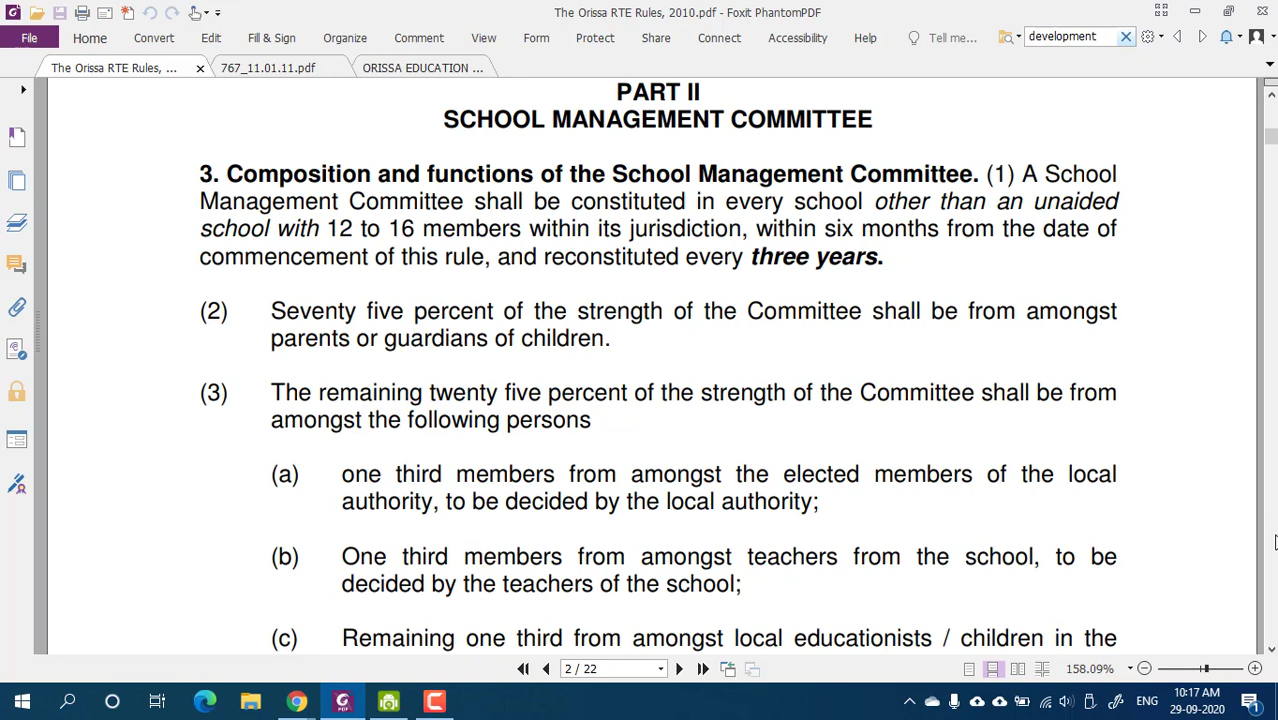 The Orissa RTE Rules, 2010.pdf - Foxit PhantomPDF
File Home Convert Edit Fill & Sign Organize Comment View Form Protect Share Connect Accessibility Help Tell me... development
The Orissa RTE Rules, ... 767_11.01.11.pdf ORISSA EDUCATION ...
PART II
SCHOOL MANAGEMENT COMMITTEE
3. Composition and functions of the School Management Committee. (1) A School
Management Committee shall be constituted in every school other than an unaided
school with 12 to 16 members within its jurisdiction, within six months from the date of
commencement of this rule, and reconstituted every three years.
(2) Seventy five percent of the strength of the Committee shall be from amongst
parents or guardians of children.
(3) The remaining twenty five percent of the strength of the Committee shall be from
amongst the following persons
(a) one third members from amongst the elected members of the local
authority, to be decided by the local authority;
(b) One third members from amongst teachers from the school, to be
decided by the teachers of the school;
(c) Remaining one third from amongst local educationists / children in the
2 / 22 158.09%
ENG 10:17 AM
29-09-2020